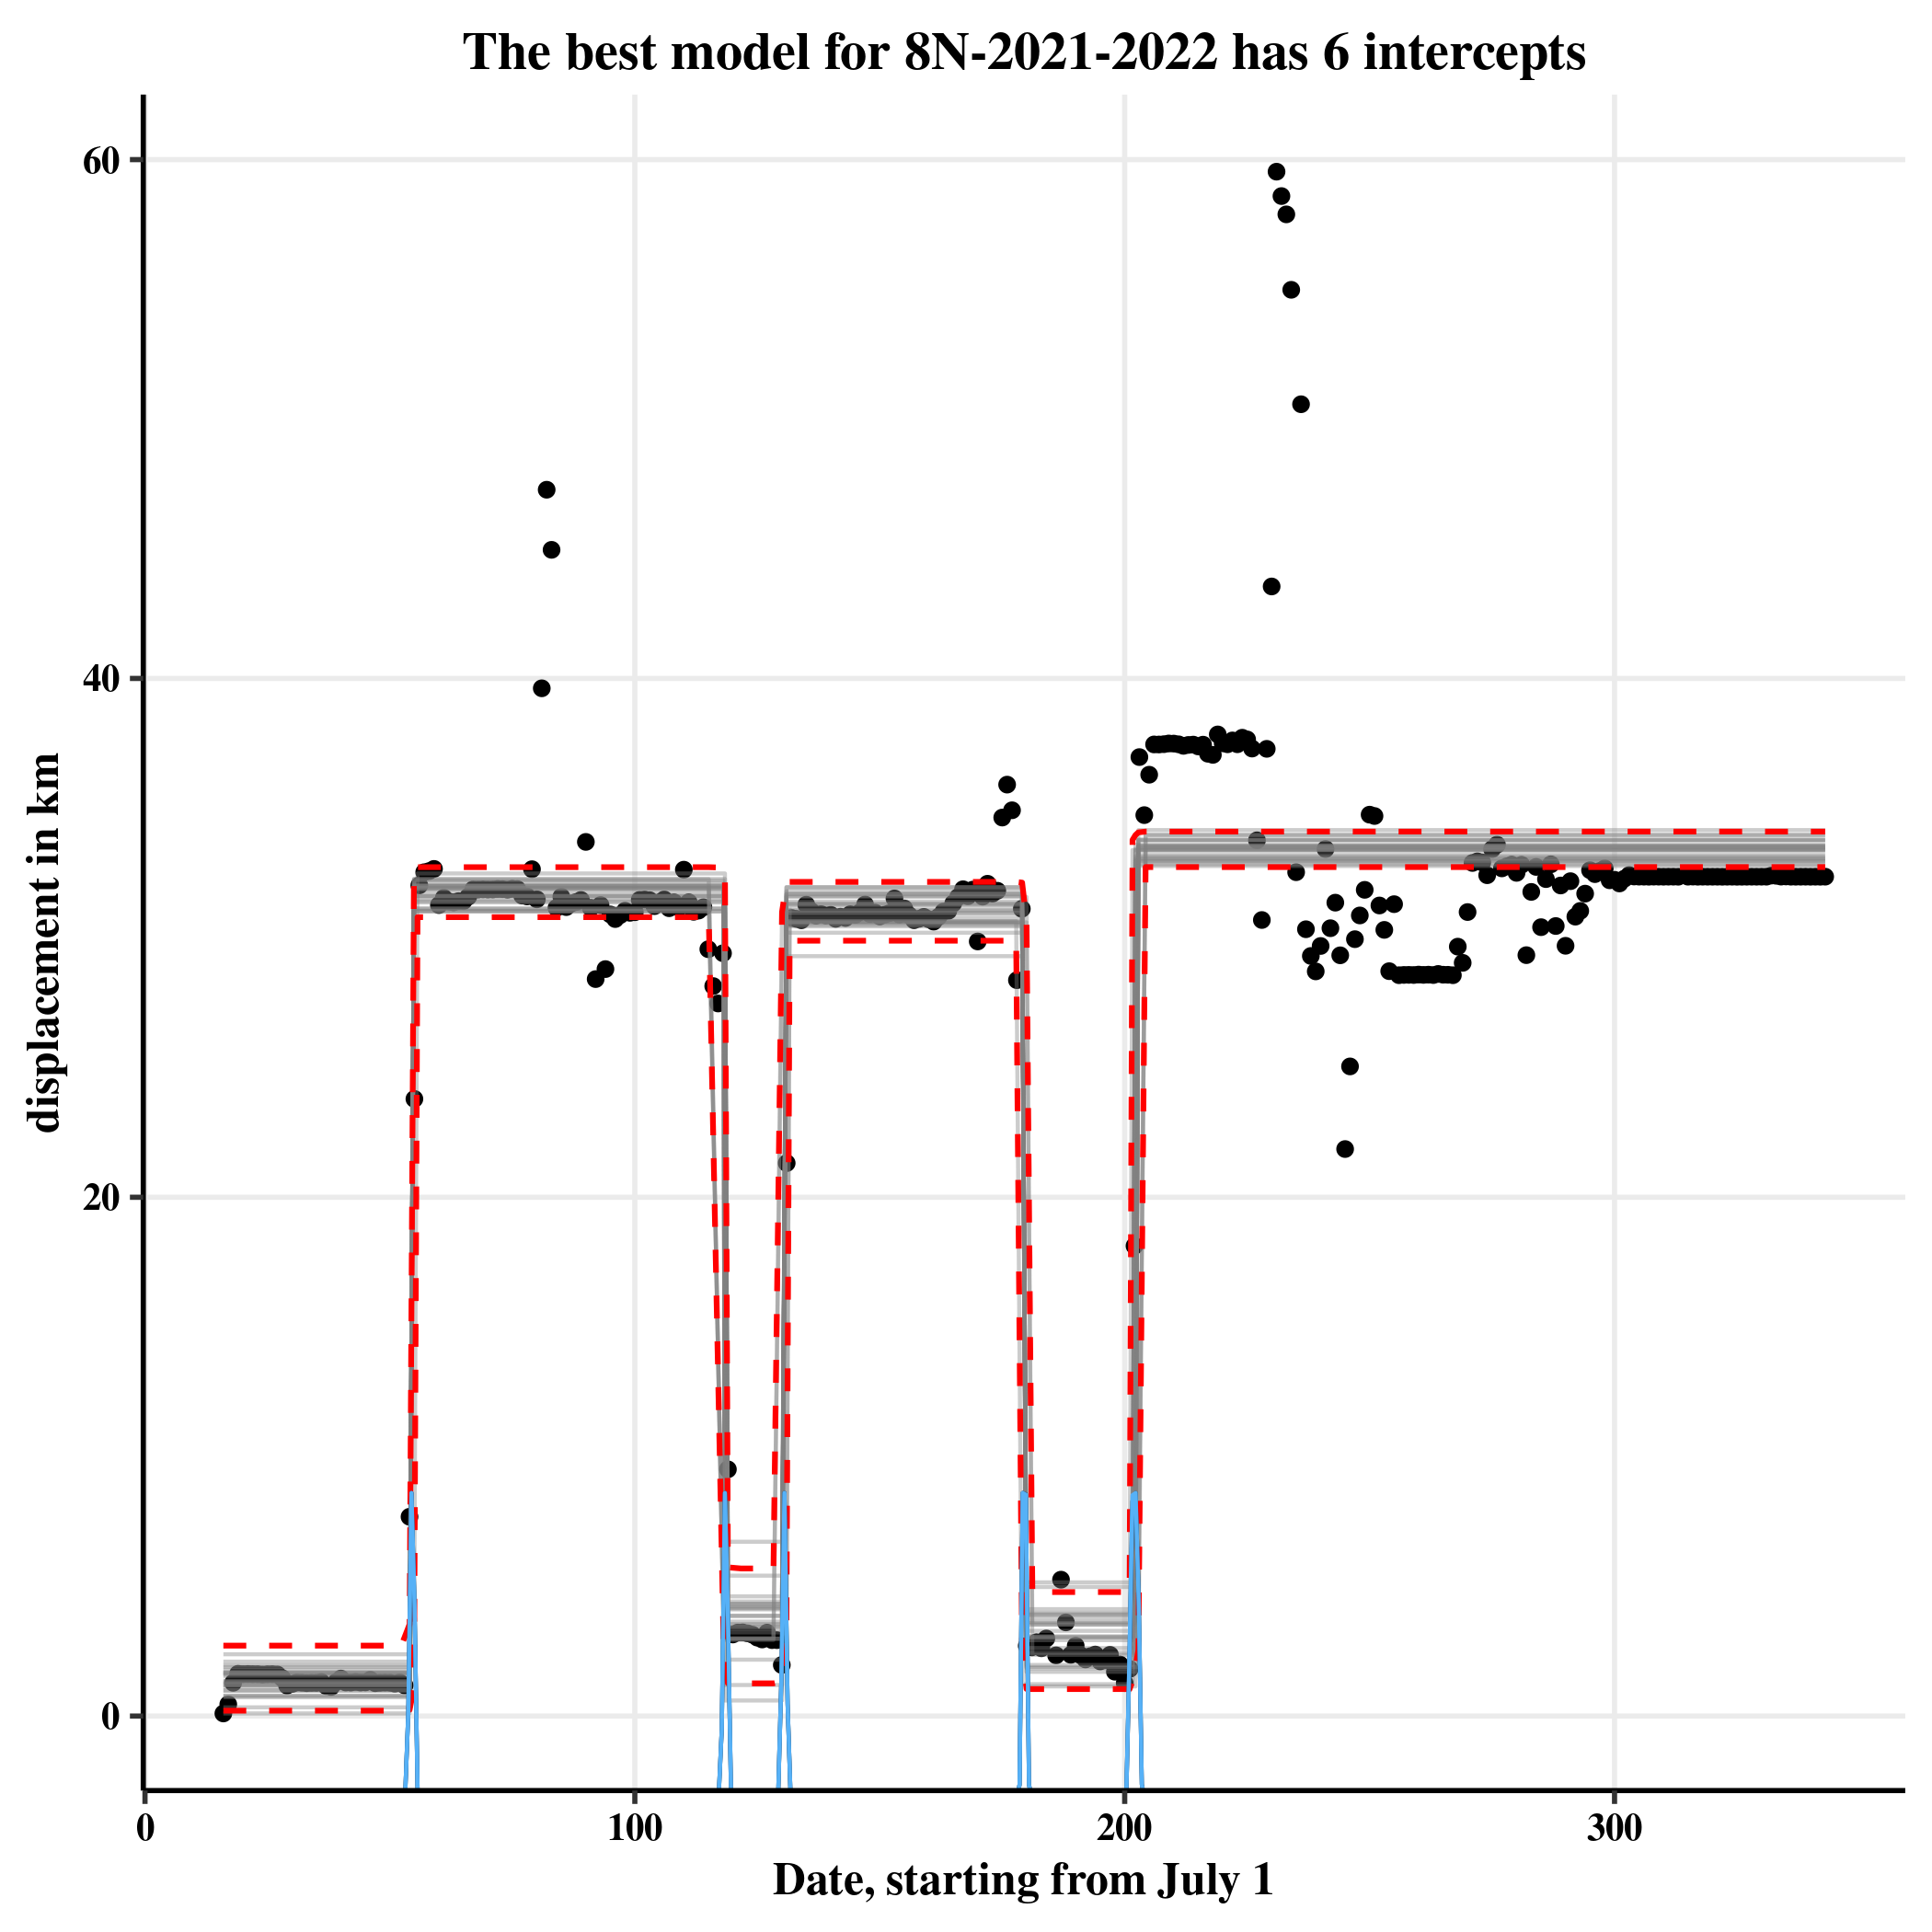 The best model for 8N-2021-2022 has 6 intercepts
60
40
20
0
displacement in km
0 100 200 300
Date, starting from July 1